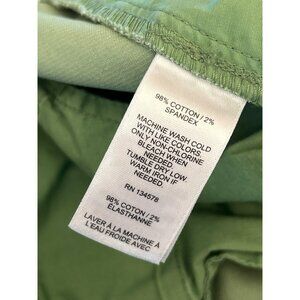 98% COTTON / 2%
SPANDEX
MACHINE WASH COLD
WITH LIKE COLORS.
ONLY NON-CHLORINE
BLEACH WHEN
NEEDED.
TUMBLE DRY LOW
WARM IRON IF
NEEDED.
RN 134578
98% COTON / 2%
ÉLASTHANNE
LAVER À LA MACHINE À
L'EAU FROIDE AVEC